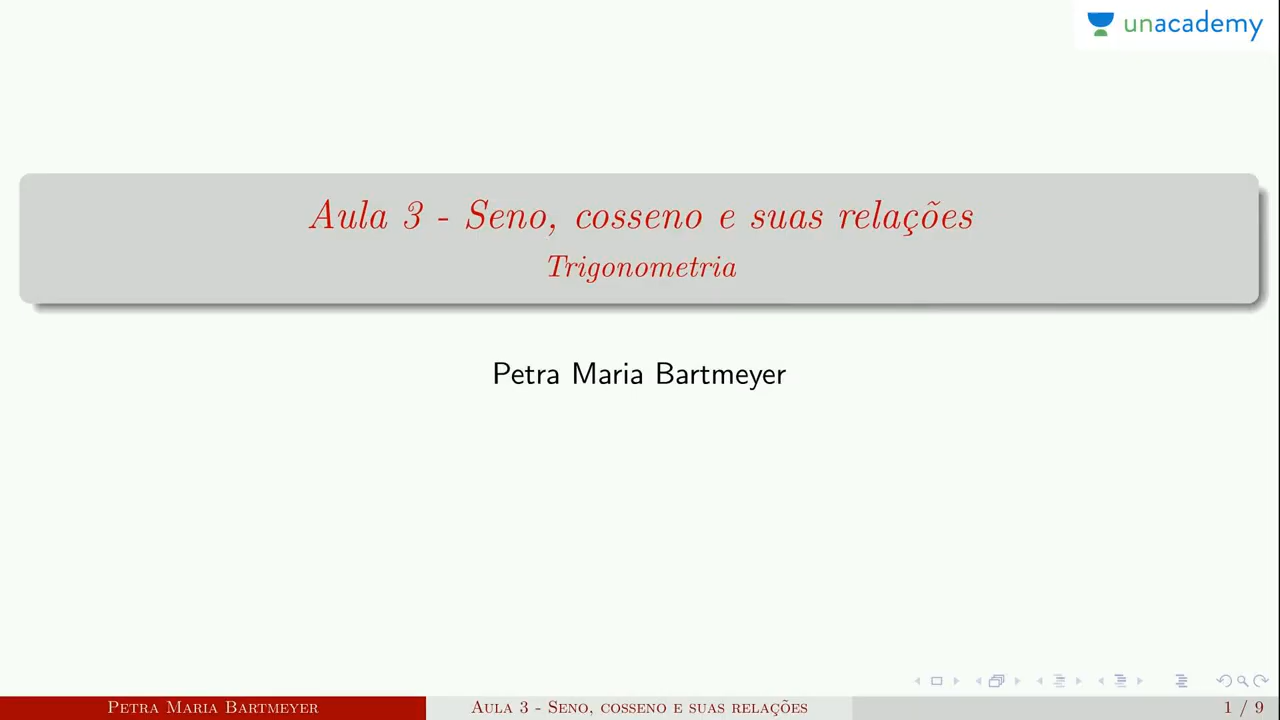 unacademy
Aula 3 - Seno, cosseno e suas relações
Trigonometria
Petra Maria Bartmeyer
Petra Maria Bartmeyer Aula 3 - Seno, cosseno e suas relações 1 / 9